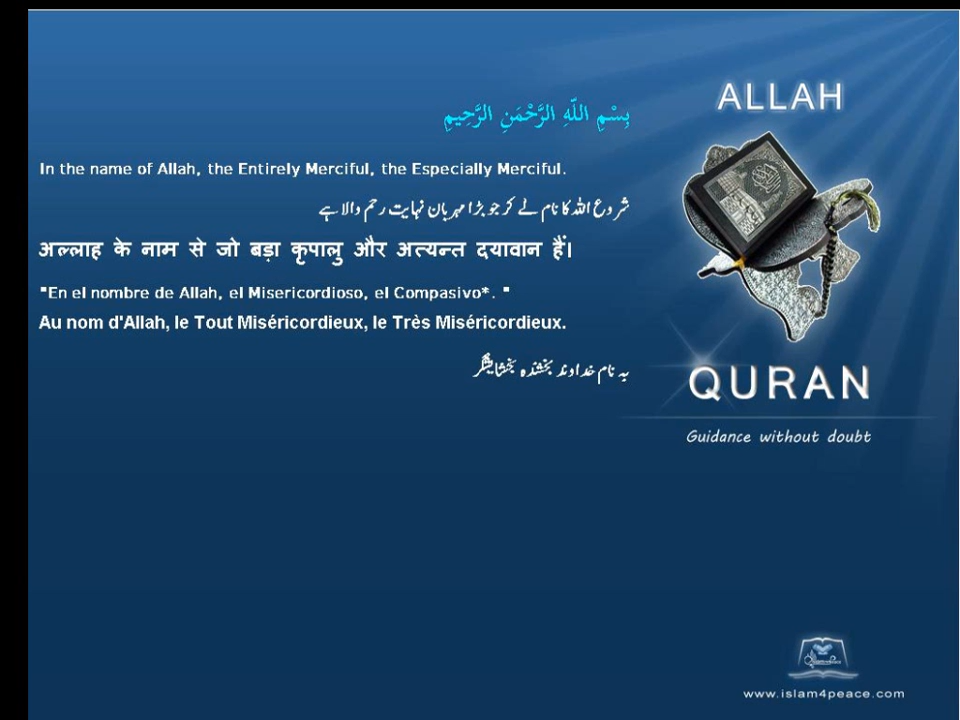 بِسْمِ اللّهِ الرَّحْمَنِ الرَّحِيمِ
In the name of Allah, the Entirely Merciful, the Especially Merciful.
شروع اللہ کا نام لے کر جو بڑا مہربان نہایت رحم والا ہے
अल्लाह के नाम से जो बड़ा कृपालु और अत्यन्त दयावान हैं।
"En el nombre de Allah, el Misericordioso, el Compasivo*. "
Au nom d'Allah, le Tout Miséricordieux, le Très Miséricordieux.
به نام خداوند بخشنده بخشایشگر
ALLAH
QURAN
Guidance without doubt
www.islam4peace.com